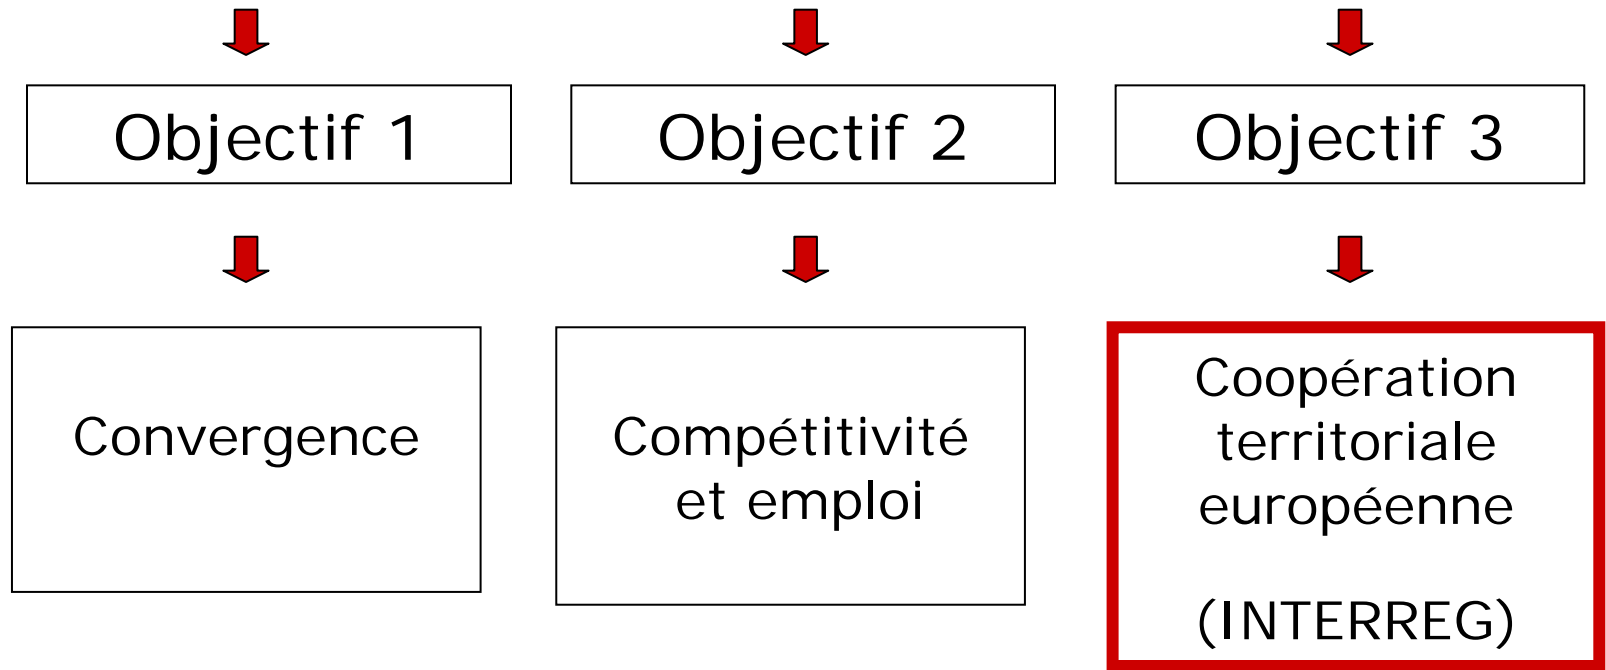 Objectif 1
Objectif 2
Objectif 3
Convergence
Compétitivité
et emploi
Coopération
territoriale
européenne
(INTERREG)